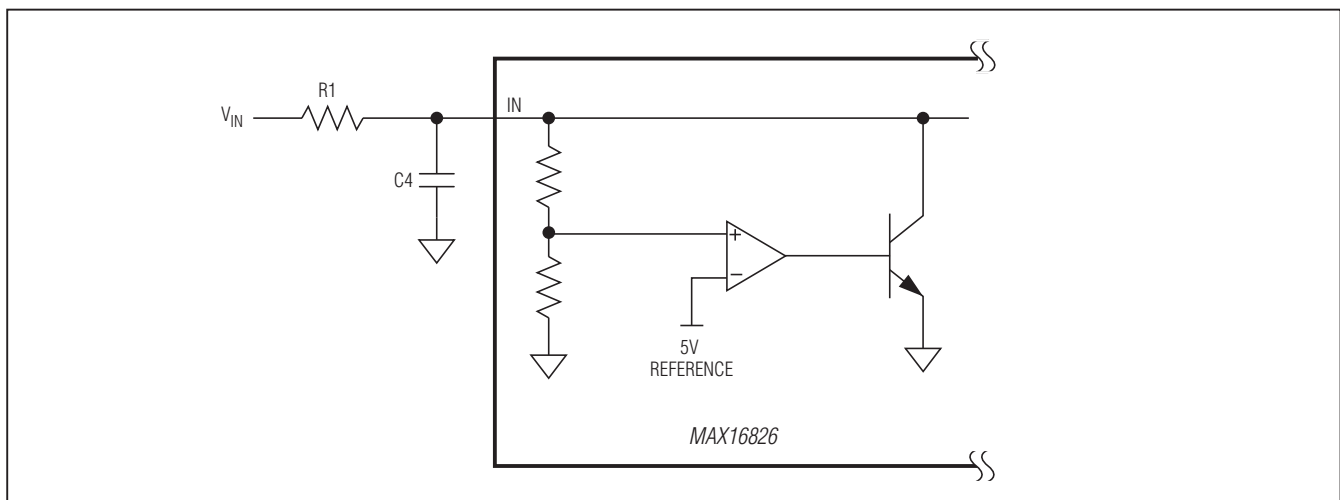 R1
V_IN
IN
C4
+
−
5V
REFERENCE
MAX16826